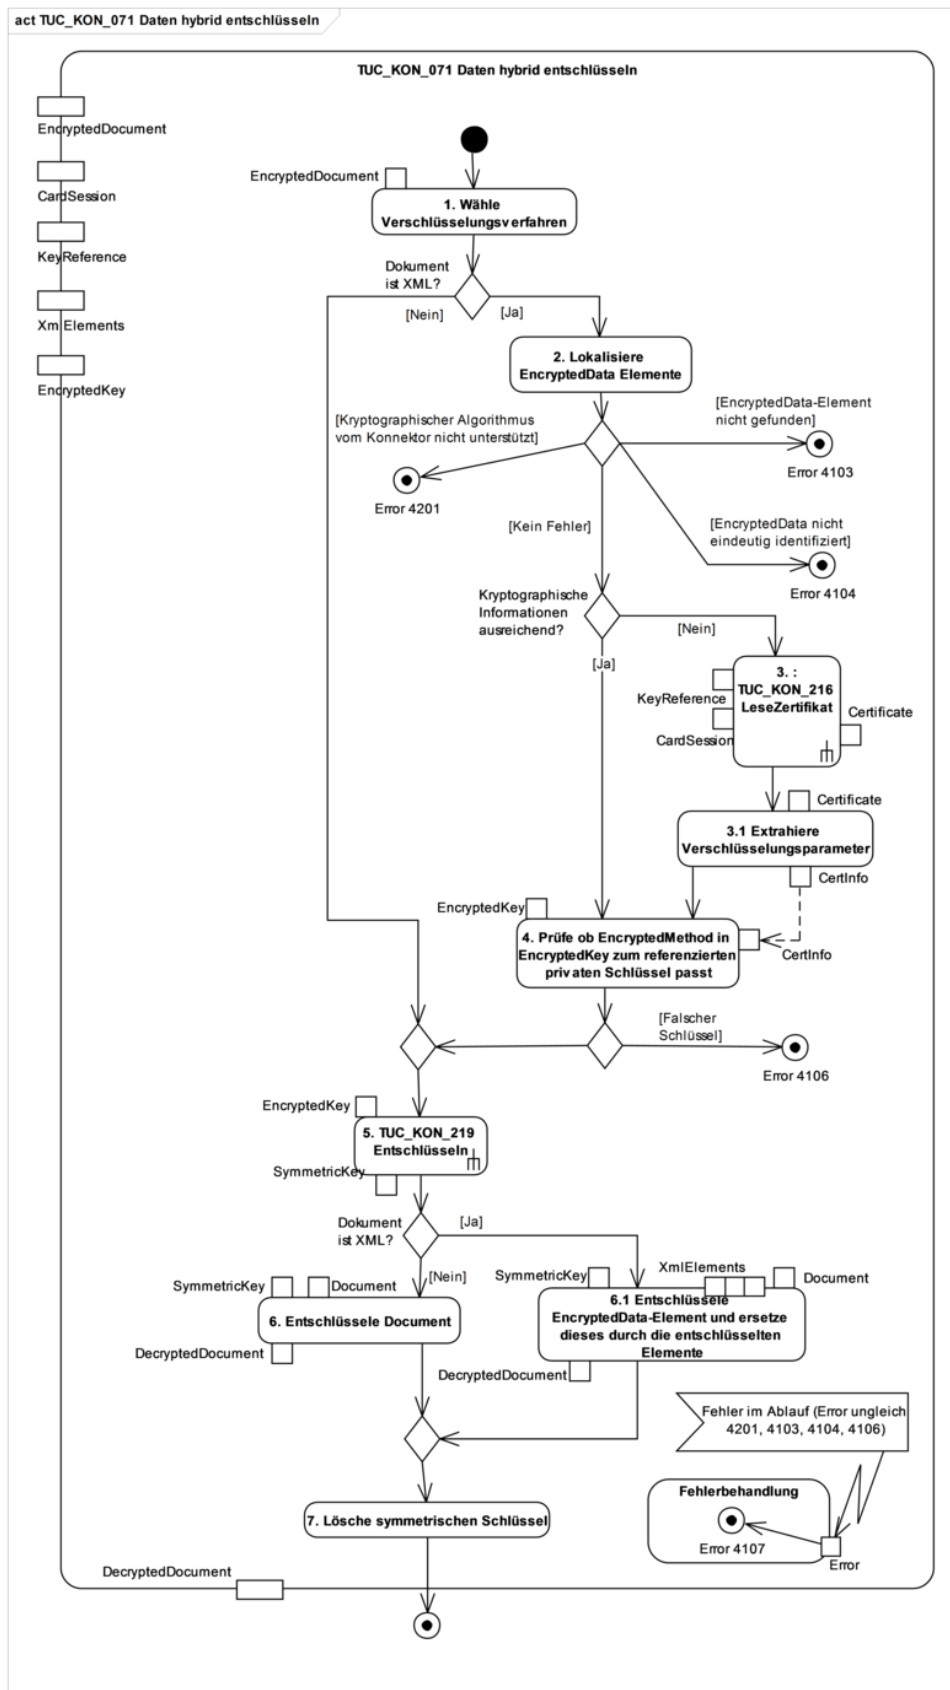 act TUC_KON_071 Daten hybrid entschlüsseln
TUC_KON_071 Daten hybrid entschlüsseln
EncryptedDocument
CardSession
KeyReference
XmlElements
EncryptedKey
EncryptedDocument
1. Wähle
Verschlüsselungsverfahren
Dokument
ist XML?
[Nein]
[Ja]
2. Lokalisiere
EncryptedData Elemente
[Kryptographischer Algorithmus
vom Konnektor nicht unterstützt]
[EncryptedData-Element
nicht gefunden]
Error 4103
Error 4201
[Kein Fehler]
[EncryptedData nicht
eindeutig identifiziert]
Error 4104
Kryptographische
Informationen
ausreichend?
[Nein]
[Ja]
3. :
TUC_KON_216
LeseZertifikat
KeyReference
CardSession
Certificate
Certificate
3.1 Extrahiere
Verschlüsselungsparameter
CertInfo
EncryptedKey
4. Prüfe ob EncryptedMethod in
EncryptedKey zum referenzierten
privaten Schlüssel passt
CertInfo
[Falscher
Schlüssel]
Error 4106
EncryptedKey
5. TUC_KON_219
Entschlüsseln
SymmetricKey
Dokument
ist XML?
[Ja]
[Nein]
SymmetricKey
Document
6. Entschlüssele Document
DecryptedDocument
SymmetricKey
XmlElements
Document
6.1 Entschlüssele
EncryptedData-Element und ersetze
dieses durch die entschlüsselten
Elemente
DecryptedDocument
Fehler im Ablauf (Error ungleich
4201, 4103, 4104, 4106)
7. Lösche symmetrischen Schlüssel
Fehlerbehandlung
Error 4107
Error
DecryptedDocument